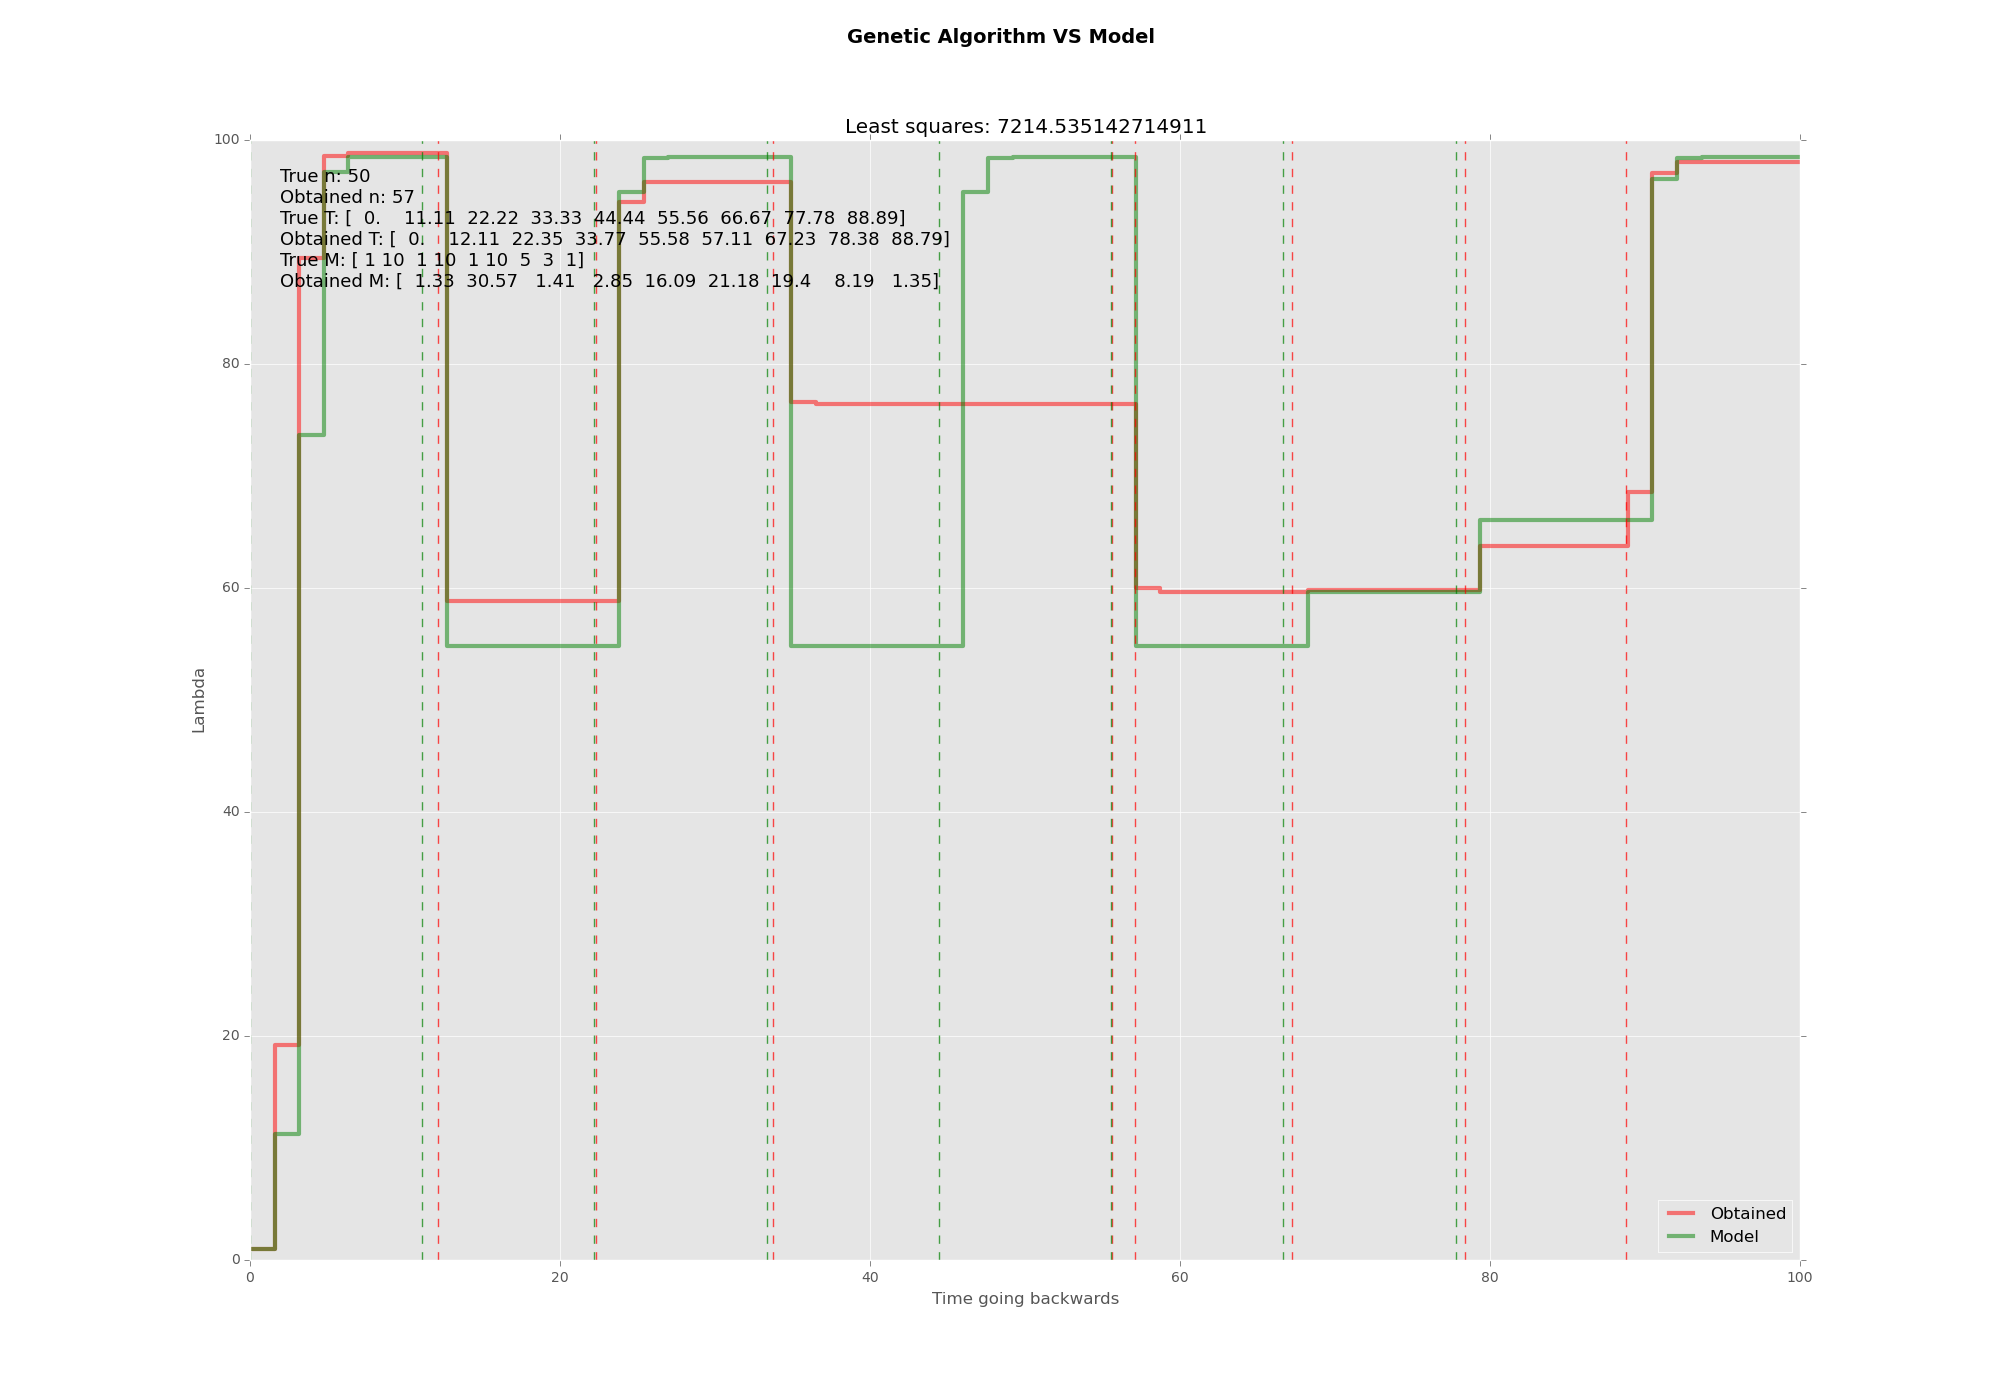 Genetic Algorithm VS Model
Least squares: 7214.535142714911
100
80
60
40
20
0
Lambda
True n: 50
Obtained n: 57
True T: [  0.    11.11  22.22  33.33  44.44  55.56  66.67  77.78  88.89]
Obtained T: [  0.    12.11  22.35  33.77  55.58  57.11  67.23  78.38  88.79]
True M: [ 1 10  1 10  1 10  5  3  1]
Obtained M: [  1.33  30.57   1.41   2.85  16.09  21.18  19.4    8.19   1.35]
Obtained
Model
0 20 40 60 80 100
Time going backwards